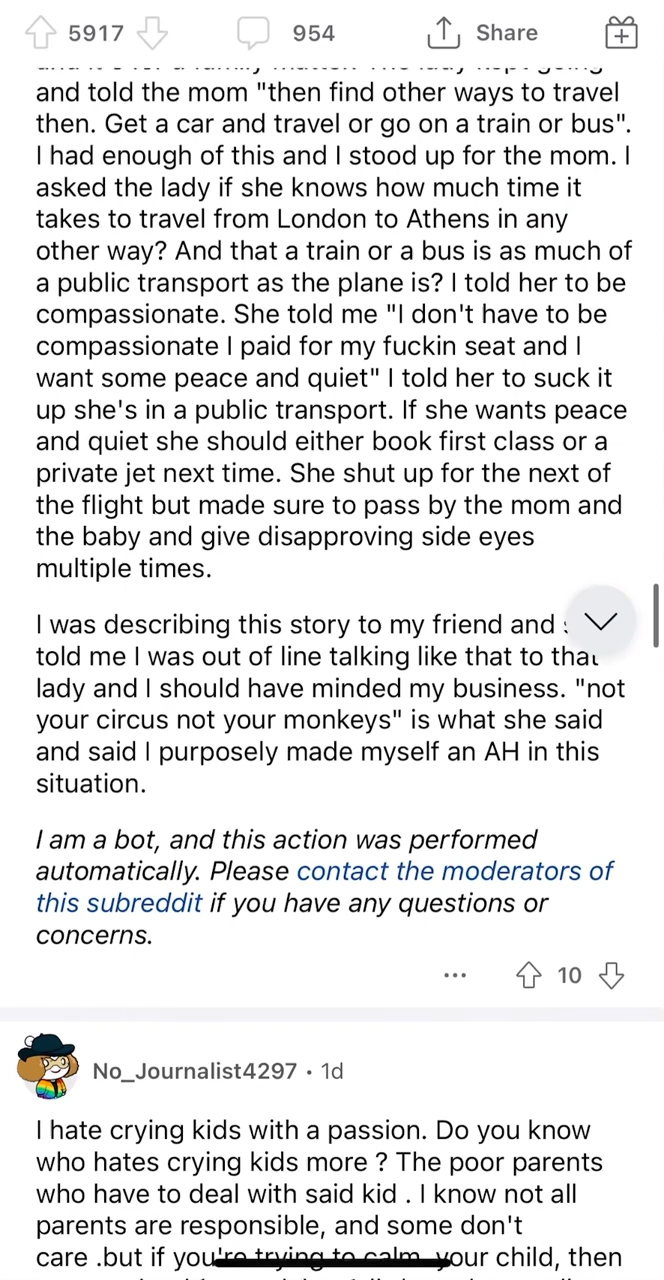 5917
954
Share
and told the mom "then find other ways to travel
then. Get a car and travel or go on a train or bus".
I had enough of this and I stood up for the mom. I
asked the lady if she knows how much time it
takes to travel from London to Athens in any
other way? And that a train or a bus is as much of
a public transport as the plane is? I told her to be
compassionate. She told me "I don't have to be
compassionate I paid for my fuckin seat and I
want some peace and quiet" I told her to suck it
up she's in a public transport. If she wants peace
and quiet she should either book first class or a
private jet next time. She shut up for the next of
the flight but made sure to pass by the mom and
the baby and give disapproving side eyes
multiple times.
I was describing this story to my friend and
told me I was out of line talking like that to that
lady and I should have minded my business. "not
your circus not your monkeys" is what she said
and said I purposely made myself an AH in this
situation.
I am a bot, and this action was performed
automatically. Please contact the moderators of
this subreddit if you have any questions or
concerns.
10
No_Journalist4297 • 1d
I hate crying kids with a passion. Do you know
who hates crying kids more ? The poor parents
who have to deal with said kid . I know not all
parents are responsible, and some don't
care .but if you're trying to calm your child, then